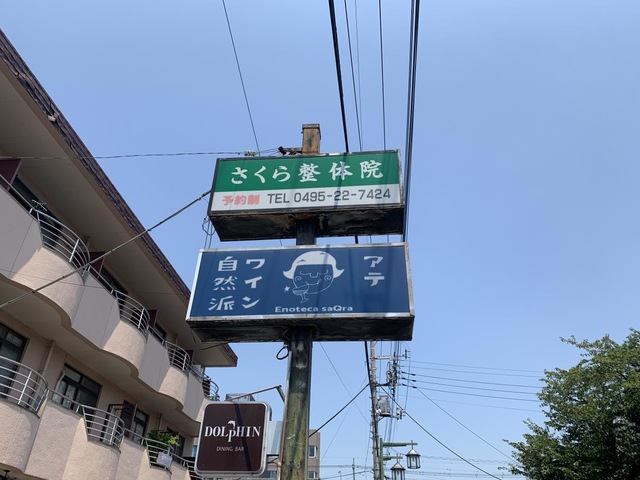 さくら整体院
予約制 TEL 0495-22-7424
アテ
ワイン
自然派
Enoteca saQra
DOLPHIN
DINING BAR